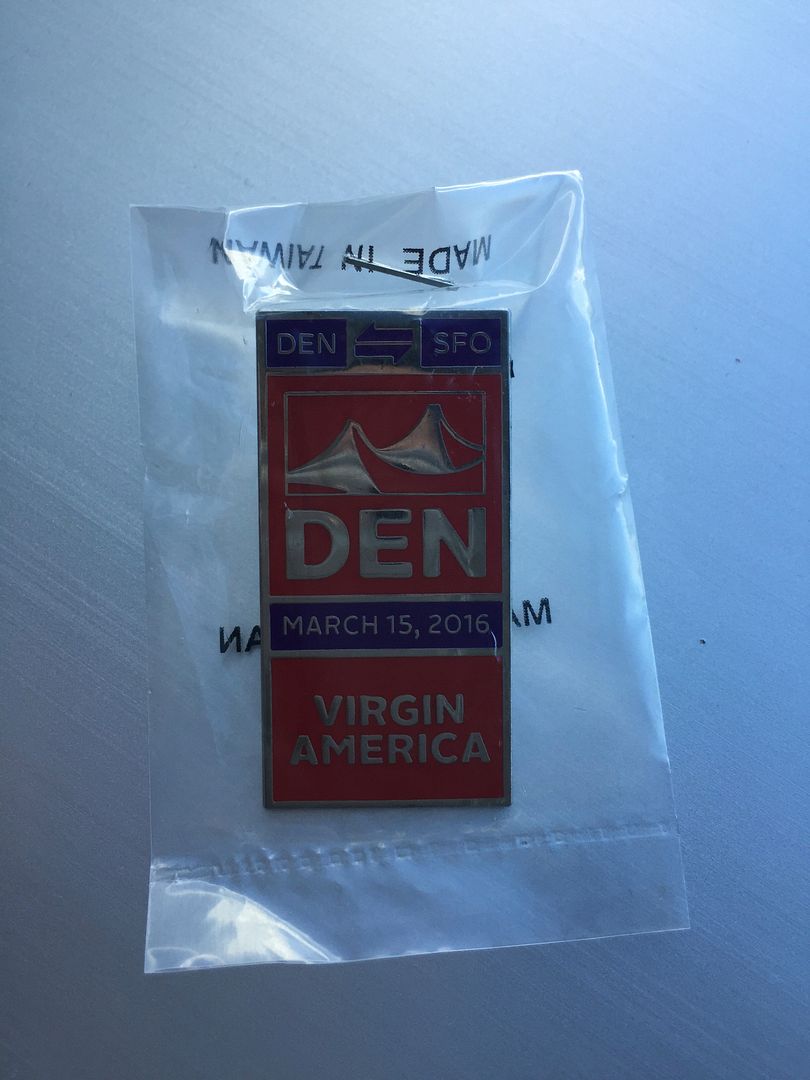 MADE IN TAIWAN
DEN SFO
DEN
MARCH 15, 2016
VIRGIN
AMERICA